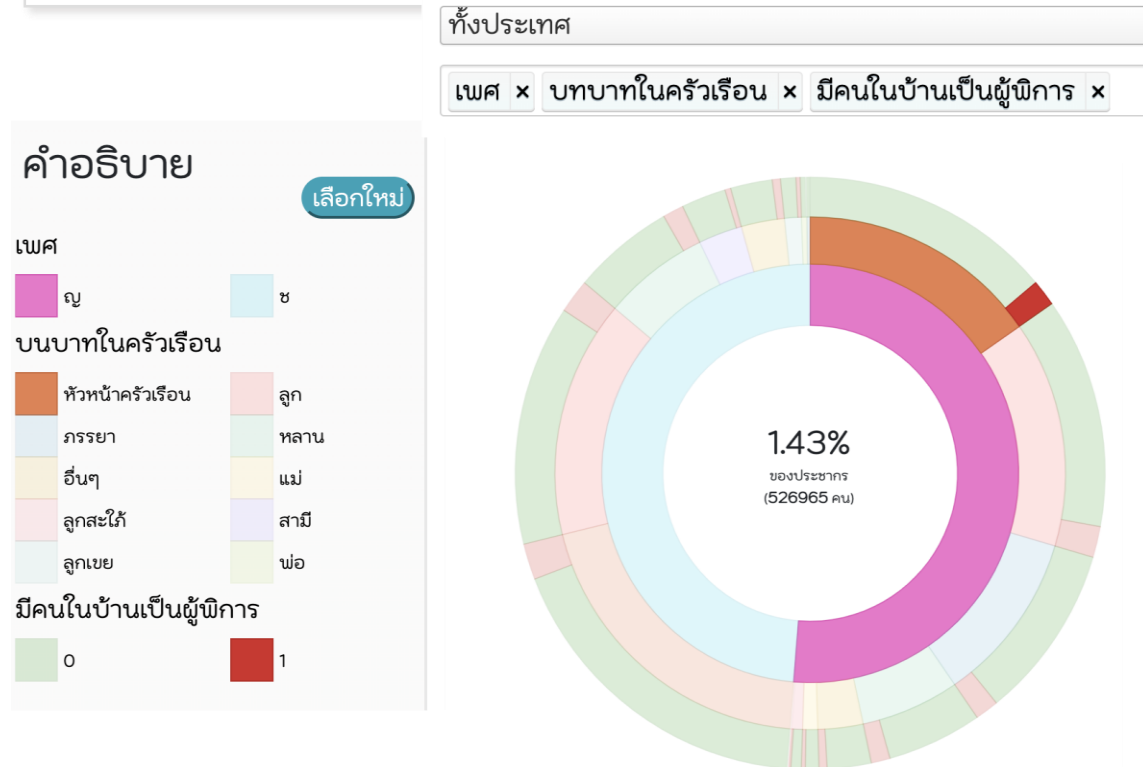 ทั้งประเทศ
เพศ × บทบาทในครัวเรือน × มีคนในบ้านเป็นผู้พิการ ×
คำอธิบาย
เลือกใหม่
เพศ
ญ ช
บนบาทในครัวเรือน
หัวหน้าครัวเรือน ลูก
ภรรยา หลาน
อื่นๆ แม่
ลูกสะใภ้ สามี
ลูกเขย พ่อ
มีคนในบ้านเป็นผู้พิการ
0 1
1.43%
ของประชากร
(526965 คน)